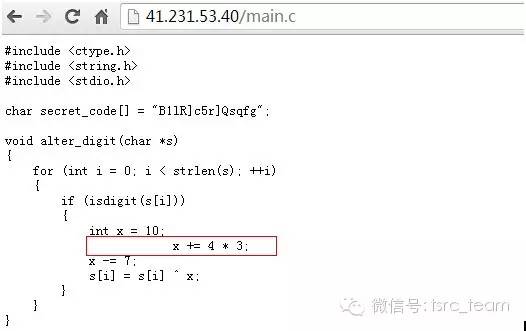 41.231.53.40/main.c
#include <ctype.h>
#include <string.h>
#include <stdio.h>
char secret_code[] = "B1lR]c5r]Qsqfg";
void alter_digit(char *s)
{
for (int i = 0; i < strlen(s); ++i)
{
if (isdigit(s[i]))
{
int x = 10;
x += 4 * 3;
x -= 7;
s[i] = s[i] ^ x;
}
}
}
微信号: tsrc_team